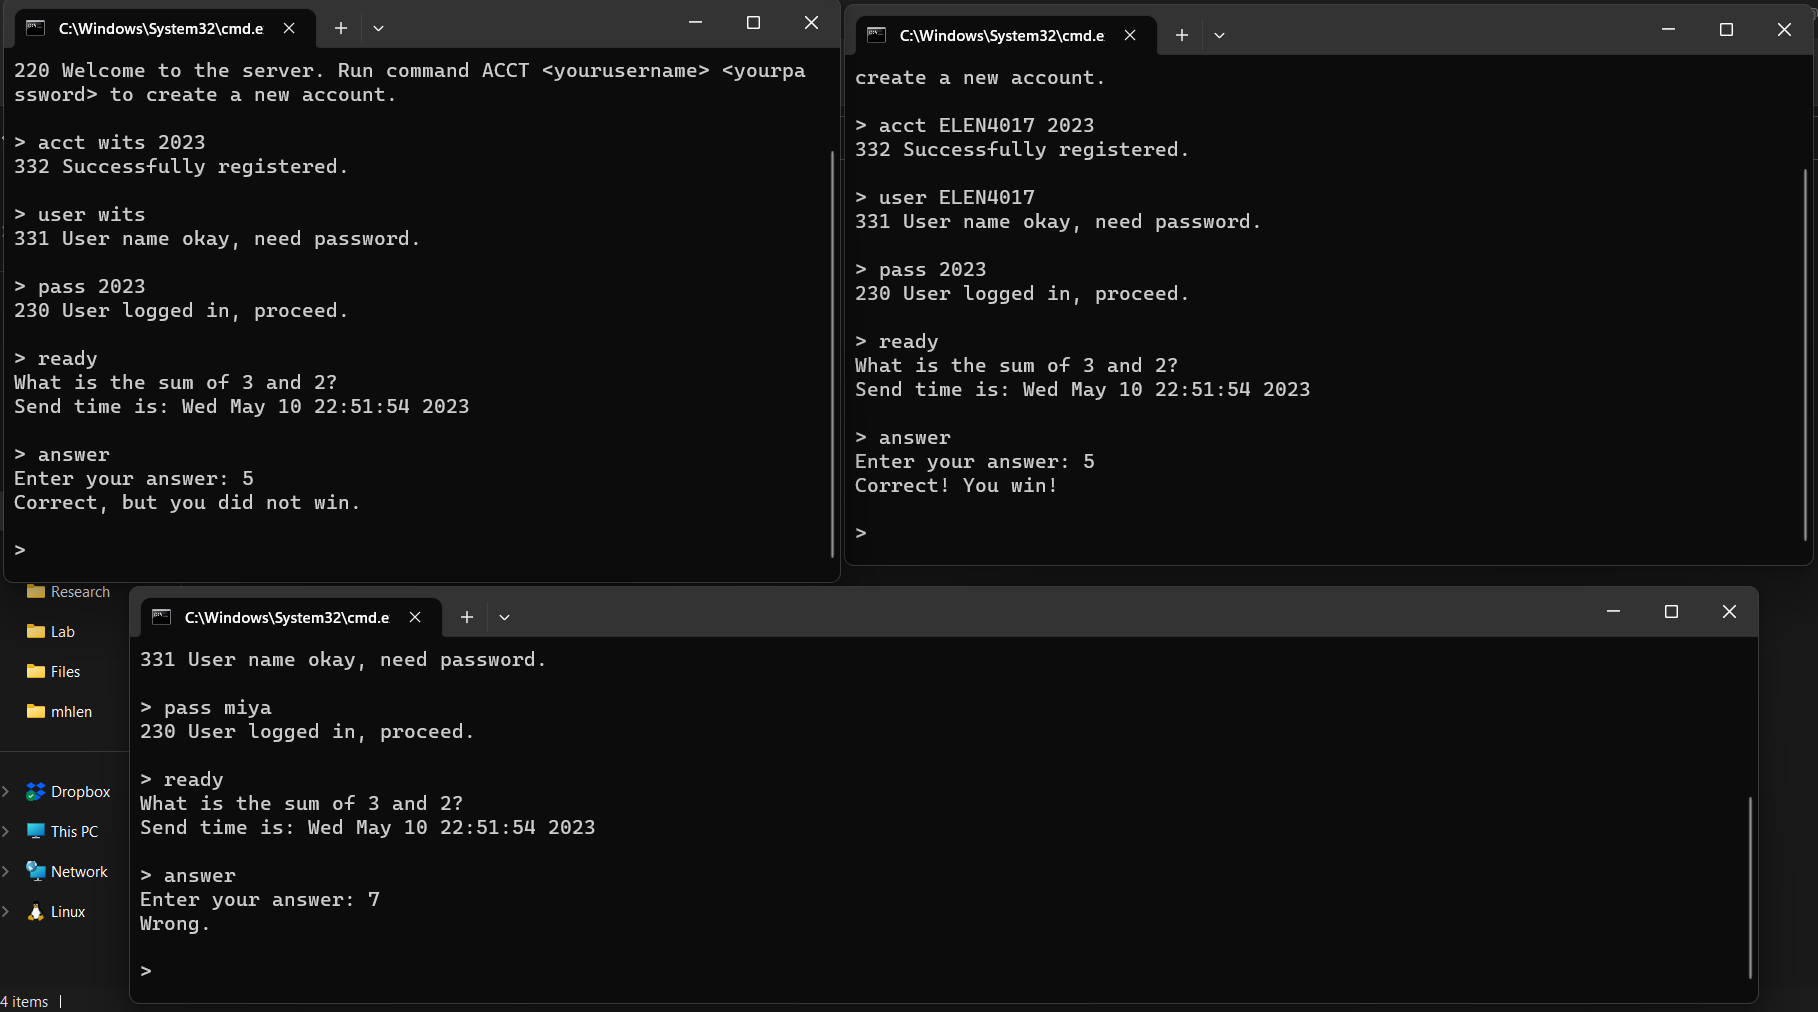 C:\Windows\System32\cmd.e
220 Welcome to the server. Run command ACCT <yourusername> <yourpa
ssword> to create a new account.
> acct wits 2023
332 Successfully registered.
> user wits
331 User name okay, need password.
> pass 2023
230 User logged in, proceed.
> ready
What is the sum of 3 and 2?
Send time is: Wed May 10 22:51:54 2023
> answer
Enter your answer: 5
Correct, but you did not win.
>
C:\Windows\System32\cmd.e
create a new account.
> acct ELEN4017 2023
332 Successfully registered.
> user ELEN4017
331 User name okay, need password.
> pass 2023
230 User logged in, proceed.
> ready
What is the sum of 3 and 2?
Send time is: Wed May 10 22:51:54 2023
> answer
Enter your answer: 5
Correct! You win!
>
Research
Lab
Files
mhlen
Dropbox
This PC
Network
Linux
4 items
C:\Windows\System32\cmd.e
331 User name okay, need password.
> pass miya
230 User logged in, proceed.
> ready
What is the sum of 3 and 2?
Send time is: Wed May 10 22:51:54 2023
> answer
Enter your answer: 7
Wrong.
>